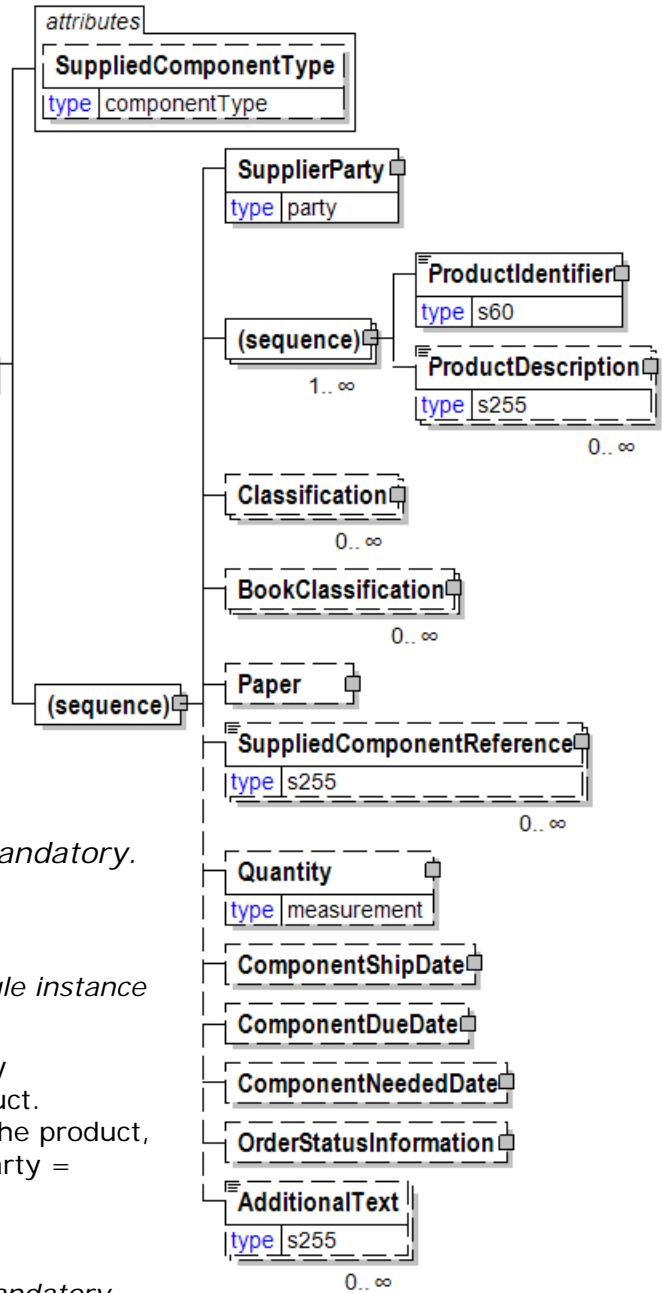 attributes
SuppliedComponentType
type componentType
SupplierParty
type party
ProductIdentifier
type s60
(sequence)
1.. ∞
ProductDescription
type s255
0.. ∞
Classification
0.. ∞
BookClassification
0.. ∞
Paper
(sequence)
SuppliedComponentReference
type s255
0.. ∞
andatory.
Quantity
type measurement
ComponentShipDate
le instance
ComponentDueDate
uct.
ComponentNeededDate
he product,
OrderStatusInformation
arty =
AdditionalText
type s255
0.. ∞
andatory